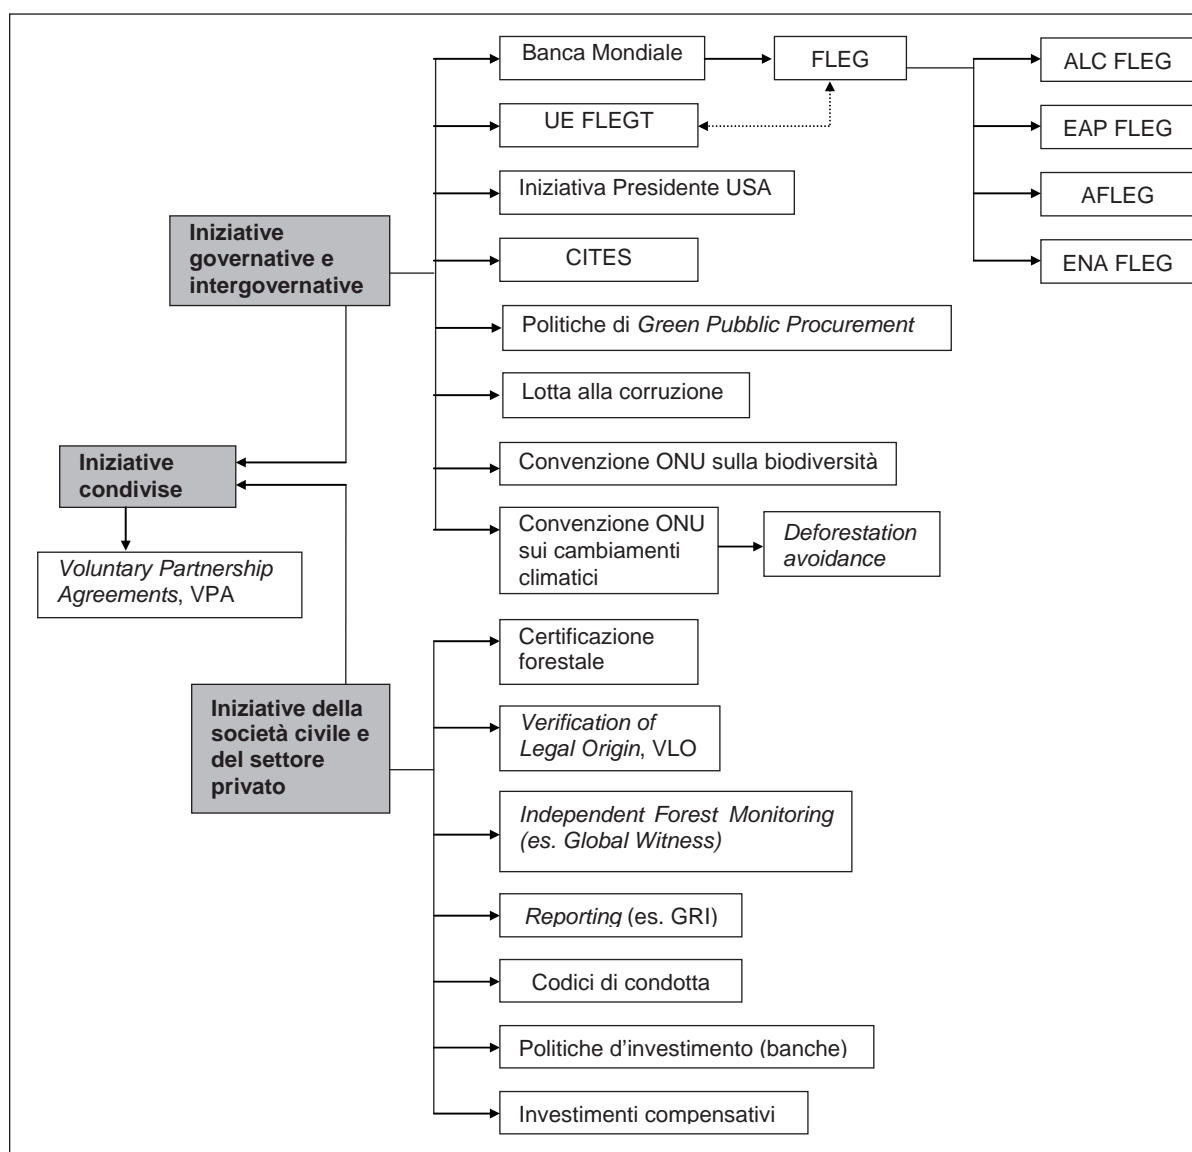 Banca Mondiale
FLEG
ALC FLEG
UE FLEGT
EAP FLEG
Iniziativa Presidente USA
AFLEG
Iniziative
governative e
intergovernative
CITES
ENA FLEG
Politiche di Green Pubblic Procurement
Lotta alla corruzione
Iniziative
condivise
Convenzione ONU sulla biodiversità
Convenzione ONU
sui cambiamenti
climatici
Deforestation
avoidance
Voluntary Partnership
Agreements, VPA
Certificazione
forestale
Iniziative della
società civile e
del settore
privato
Verification of
Legal Origin, VLO
Independent Forest Monitoring
(es. Global Witness)
Reporting (es. GRI)
Codici di condotta
Politiche d'investimento (banche)
Investimenti compensativi